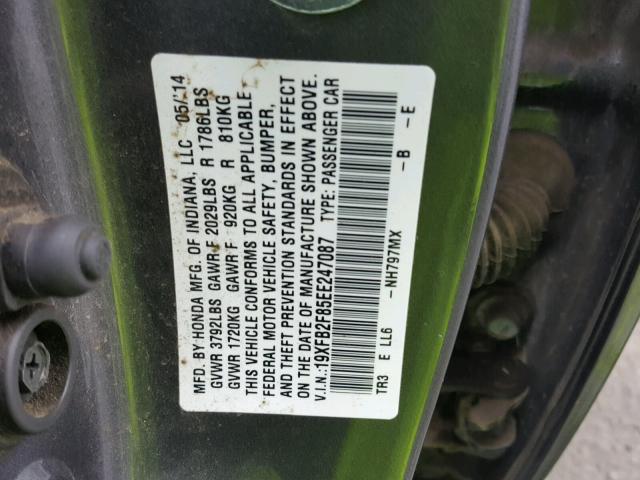 MFD. BY HONDA MFG. OF INDIANA, LLC 05/14
GVWR 3792LBS GAWR F 2029LBS R 1786LBS
GVWR 1720KG GAWR F 920KG R 810KG
THIS VEHICLE CONFORMS TO ALL APPLICABLE
FEDERAL MOTOR VEHICLE SAFETY, BUMPER,
AND THEFT PREVENTION STANDARDS IN EFFECT
ON THE DATE OF MANUFACTURE SHOWN ABOVE.
V.I.N.:19XFB2F85EE247087 TYPE: PASSENGER CAR
-NH797MX -B -E
TR3 E LL6